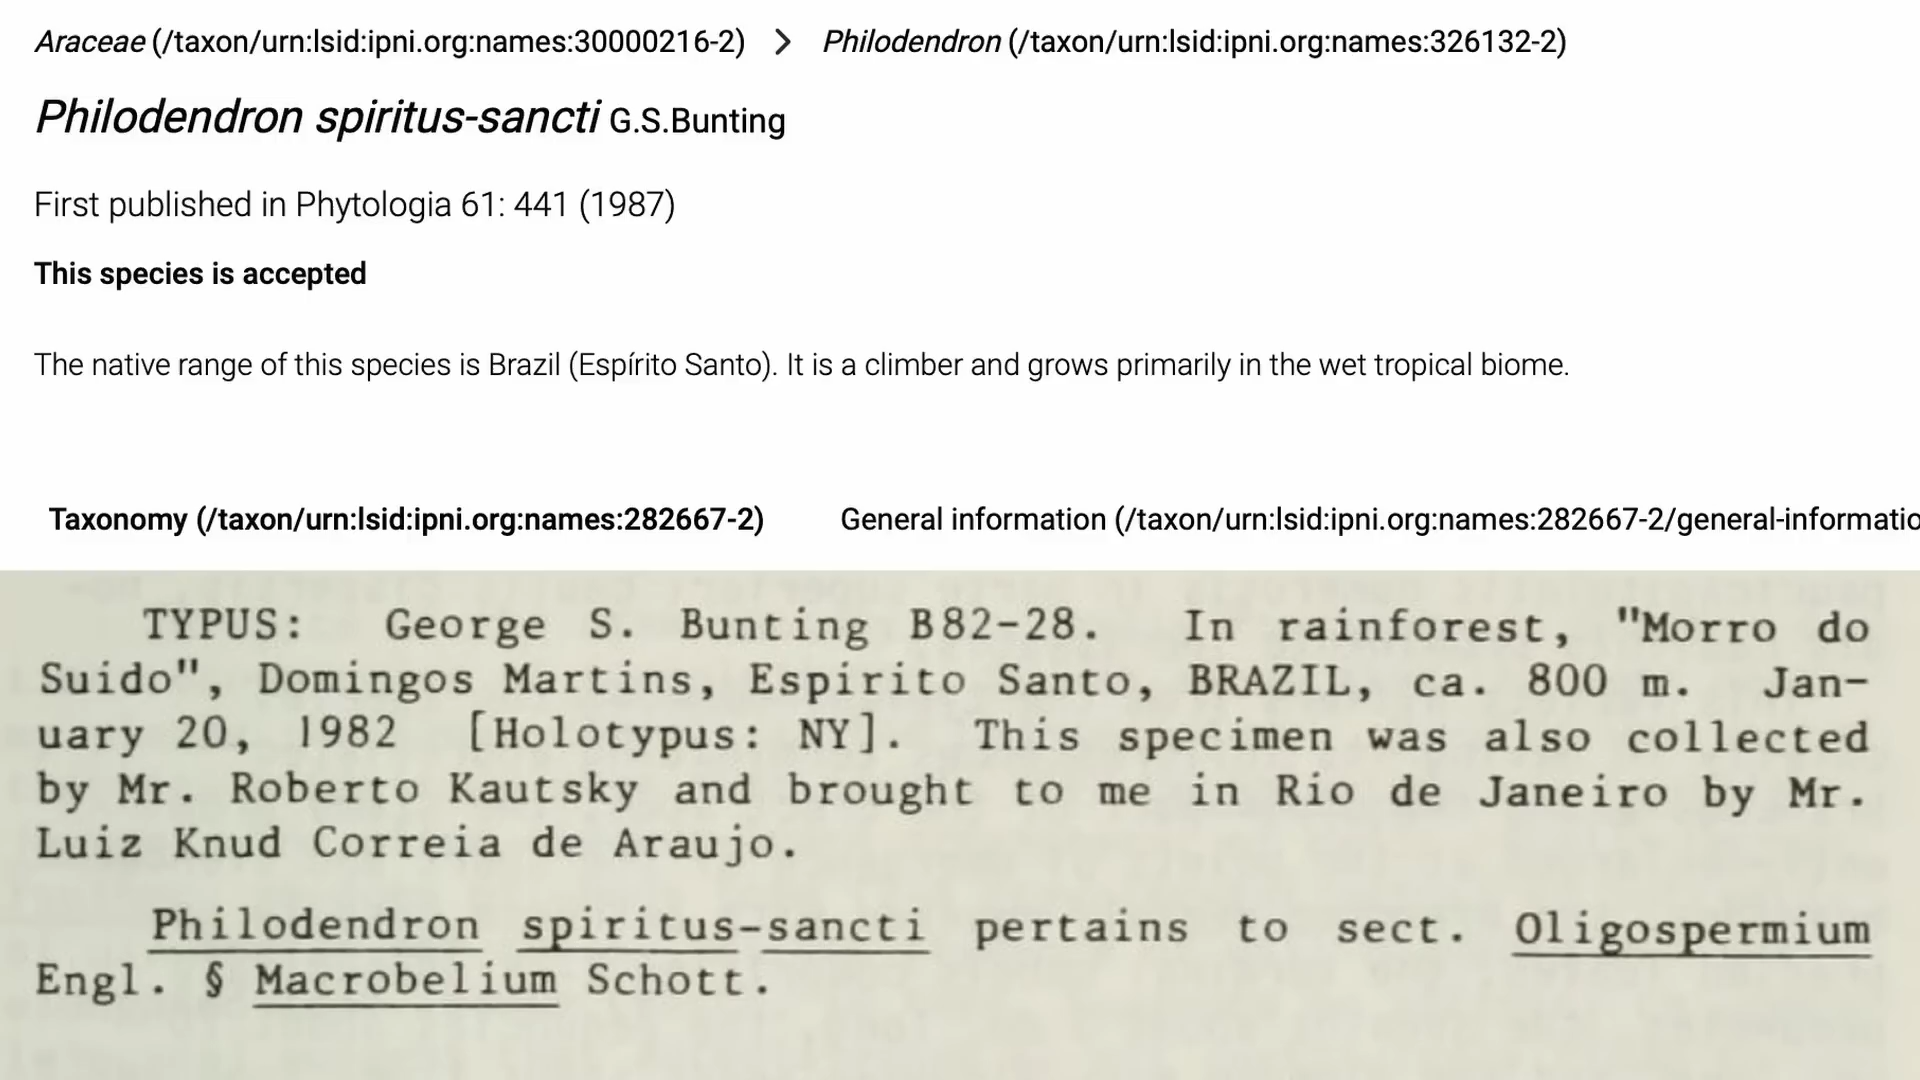 Araceae (/taxon/urn:lsid:ipni.org:names:30000216-2) > Philodendron (/taxon/urn:lsid:ipni.org:names:326132-2)
Philodendron spiritus-sancti G.S.Bunting
First published in Phytologia 61: 441 (1987)
This species is accepted
The native range of this species is Brazil (Espírito Santo). It is a climber and grows primarily in the wet tropical biome.
Taxonomy (/taxon/urn:lsid:ipni.org:names:282667-2) General information (/taxon/urn:lsid:ipni.org:names:282667-2/general-informatio
TYPUS: George S. Bunting B82-28. In rainforest, "Morro do
Suido", Domingos Martins, Espirito Santo, BRAZIL, ca. 800 m. Jan-
uary 20, 1982 [Holotypus: NY]. This specimen was also collected
by Mr. Roberto Kautsky and brought to me in Rio de Janeiro by Mr.
Luiz Knud Correia de Araujo.
Philodendron spiritus-sancti pertains to sect. Oligospermium
Engl. § Macrobelium Schott.